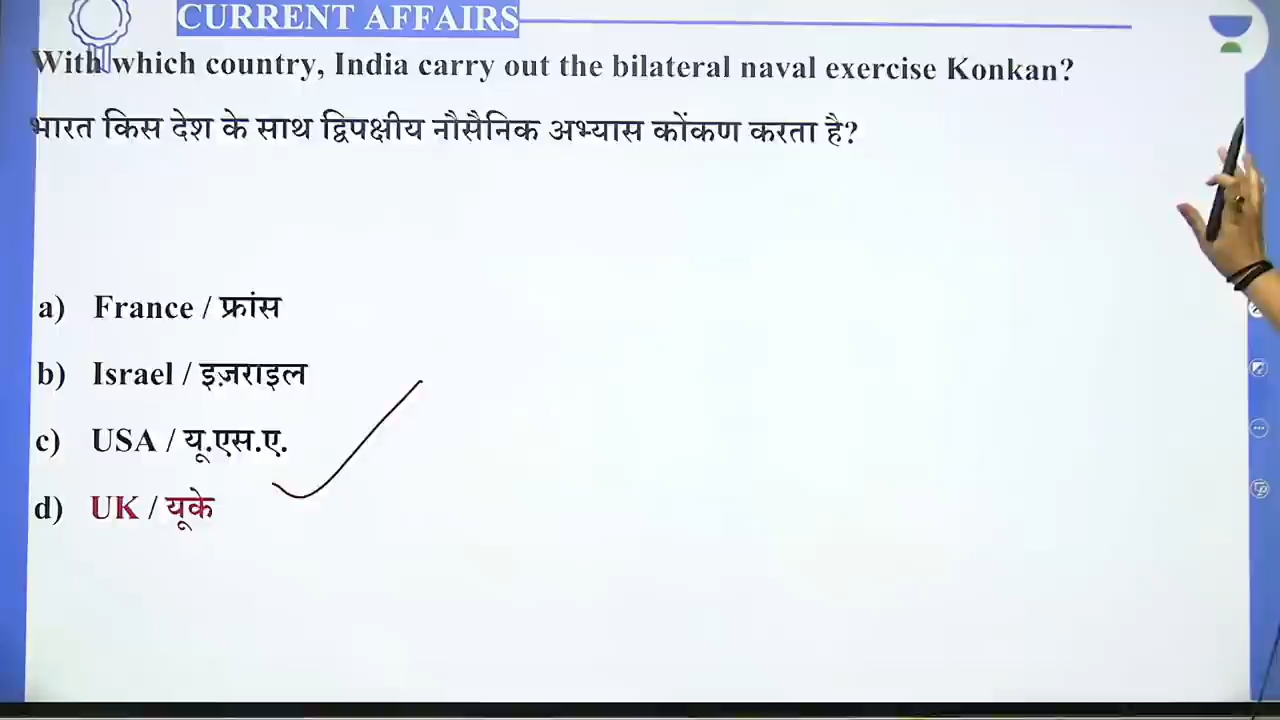 CURRENT AFFAIRS
With which country, India carry out the bilateral naval exercise Konkan?
भारत किस देश के साथ द्विपक्षीय नौसैनिक अभ्यास कोंकण करता है?
a) France / फ्रांस
b) Israel / इज़राइल
c) USA / यू.एस.ए.
d) UK / यूके